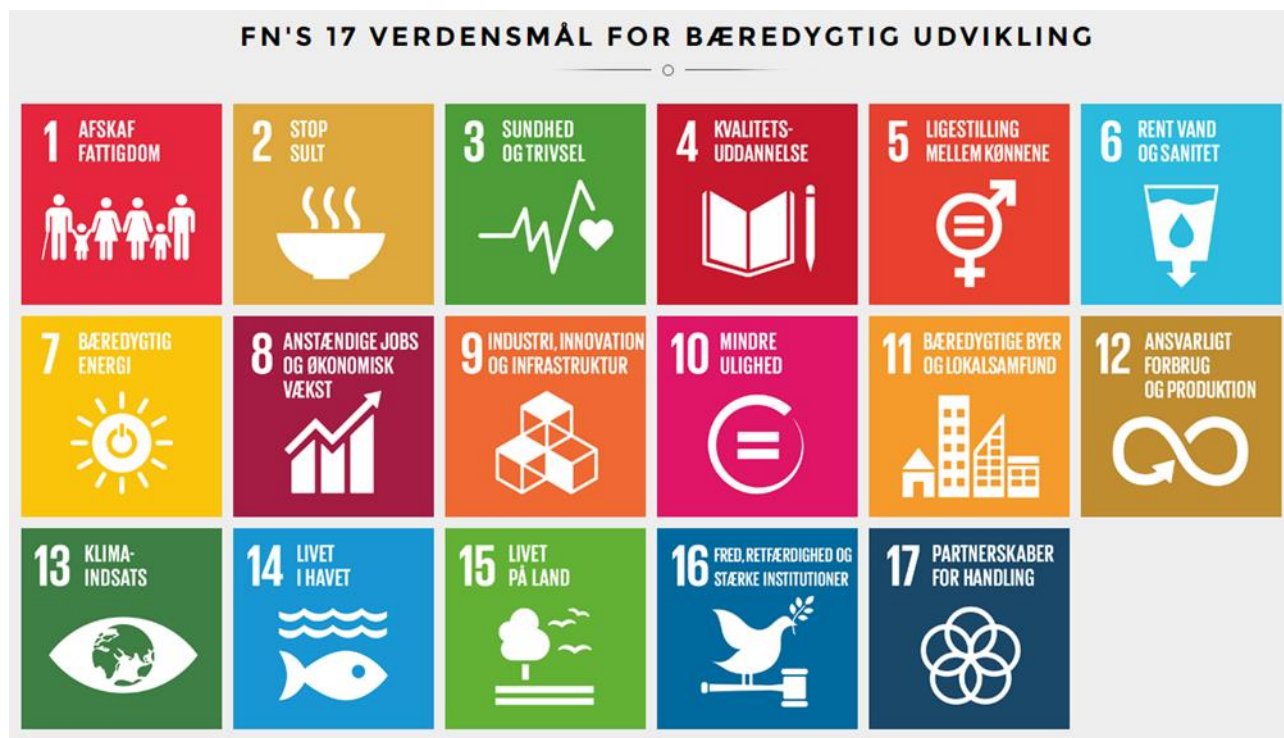 FN'S 17 VERDENSMÅL FOR BÆREDYGTIG UDVIKLING
1 AFSKAF
FATTIGDOM
2 STOP
SULT
3 SUNDHED
OG TRIVSEL
4 KVALITETS-
UDDANNELSE
5 LIGESTILLING
MELLEM KØNNENE
6 RENT VAND
OG SANITET
7 BÆREDYGTIG
ENERGI
8 ANSTÆNDIGE JOBS
OG ØKONOMISK
VÆKST
9 INDUSTRI, INNOVATION
OG INFRASTRUKTUR
10 MINDRE
ULIGHED
11 BÆREDYGTIGE BYER
OG LOKALSAMFUND
12 ANSVARLIGT
FORBRUG
OG PRODUKTION
13 KLIMA-
INDSATS
14 LIVET
I HAVET
15 LIVET
PÅ LAND
16 FRED, RETFÆRDIGHED OG
STÆRKE INSTITUTIONER
17 PARTNERSKABER
FOR HANDLING